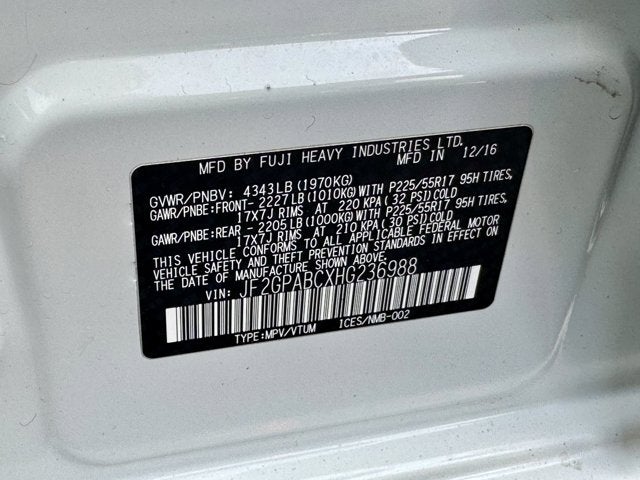 MFD BY FUJI HEAVY INDUSTRIES LTD.
MFD IN 12/16
GVWR/PNBV: 4343LB (1970KG)
GAWR/PNBE:FRONT- 2227LB (1010KG) WITH P225/55R17 95H TIRES,
17X7J RIMS AT 220 KPA (32 PSI) COLD
GAWR/PNBE:REAR - 2205LB (1000KG) WITH P225/55R17 95H TIRES,
17X7J RIMS AT 210 KPA (30 PSI) COLD
THIS VEHICLE CONFORMS TO ALL APPLICABLE FEDERAL MOTOR
VEHICLE SAFETY AND THEFT PREVENTION STANDARDS IN EFFECT ON
THE DATE OF MANUFACTURE SHOWN ABOVE.
VIN: JF2GPABCXHG236988
TYPE:MPV/VTUM ICES/NMB-002